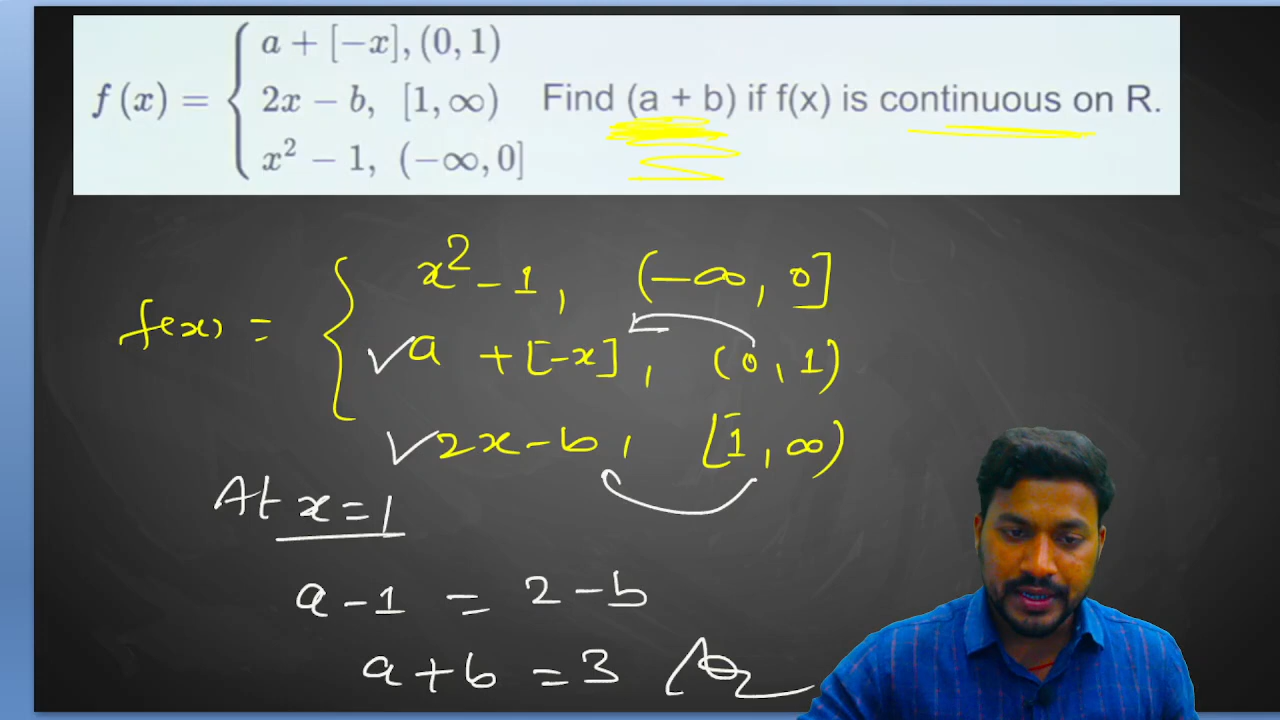 f(x) = { a + [−x], (0, 1)
2x − b, [1, ∞)
x² − 1, (−∞, 0]
Find (a + b) if f(x) is continuous on R.
f(x) = { x² − 1, (−∞, 0]
✓a + [−x], (0, 1)
✓2x − b, [1, ∞)
At x = 1
a − 1 = 2 − b
a + b = 3